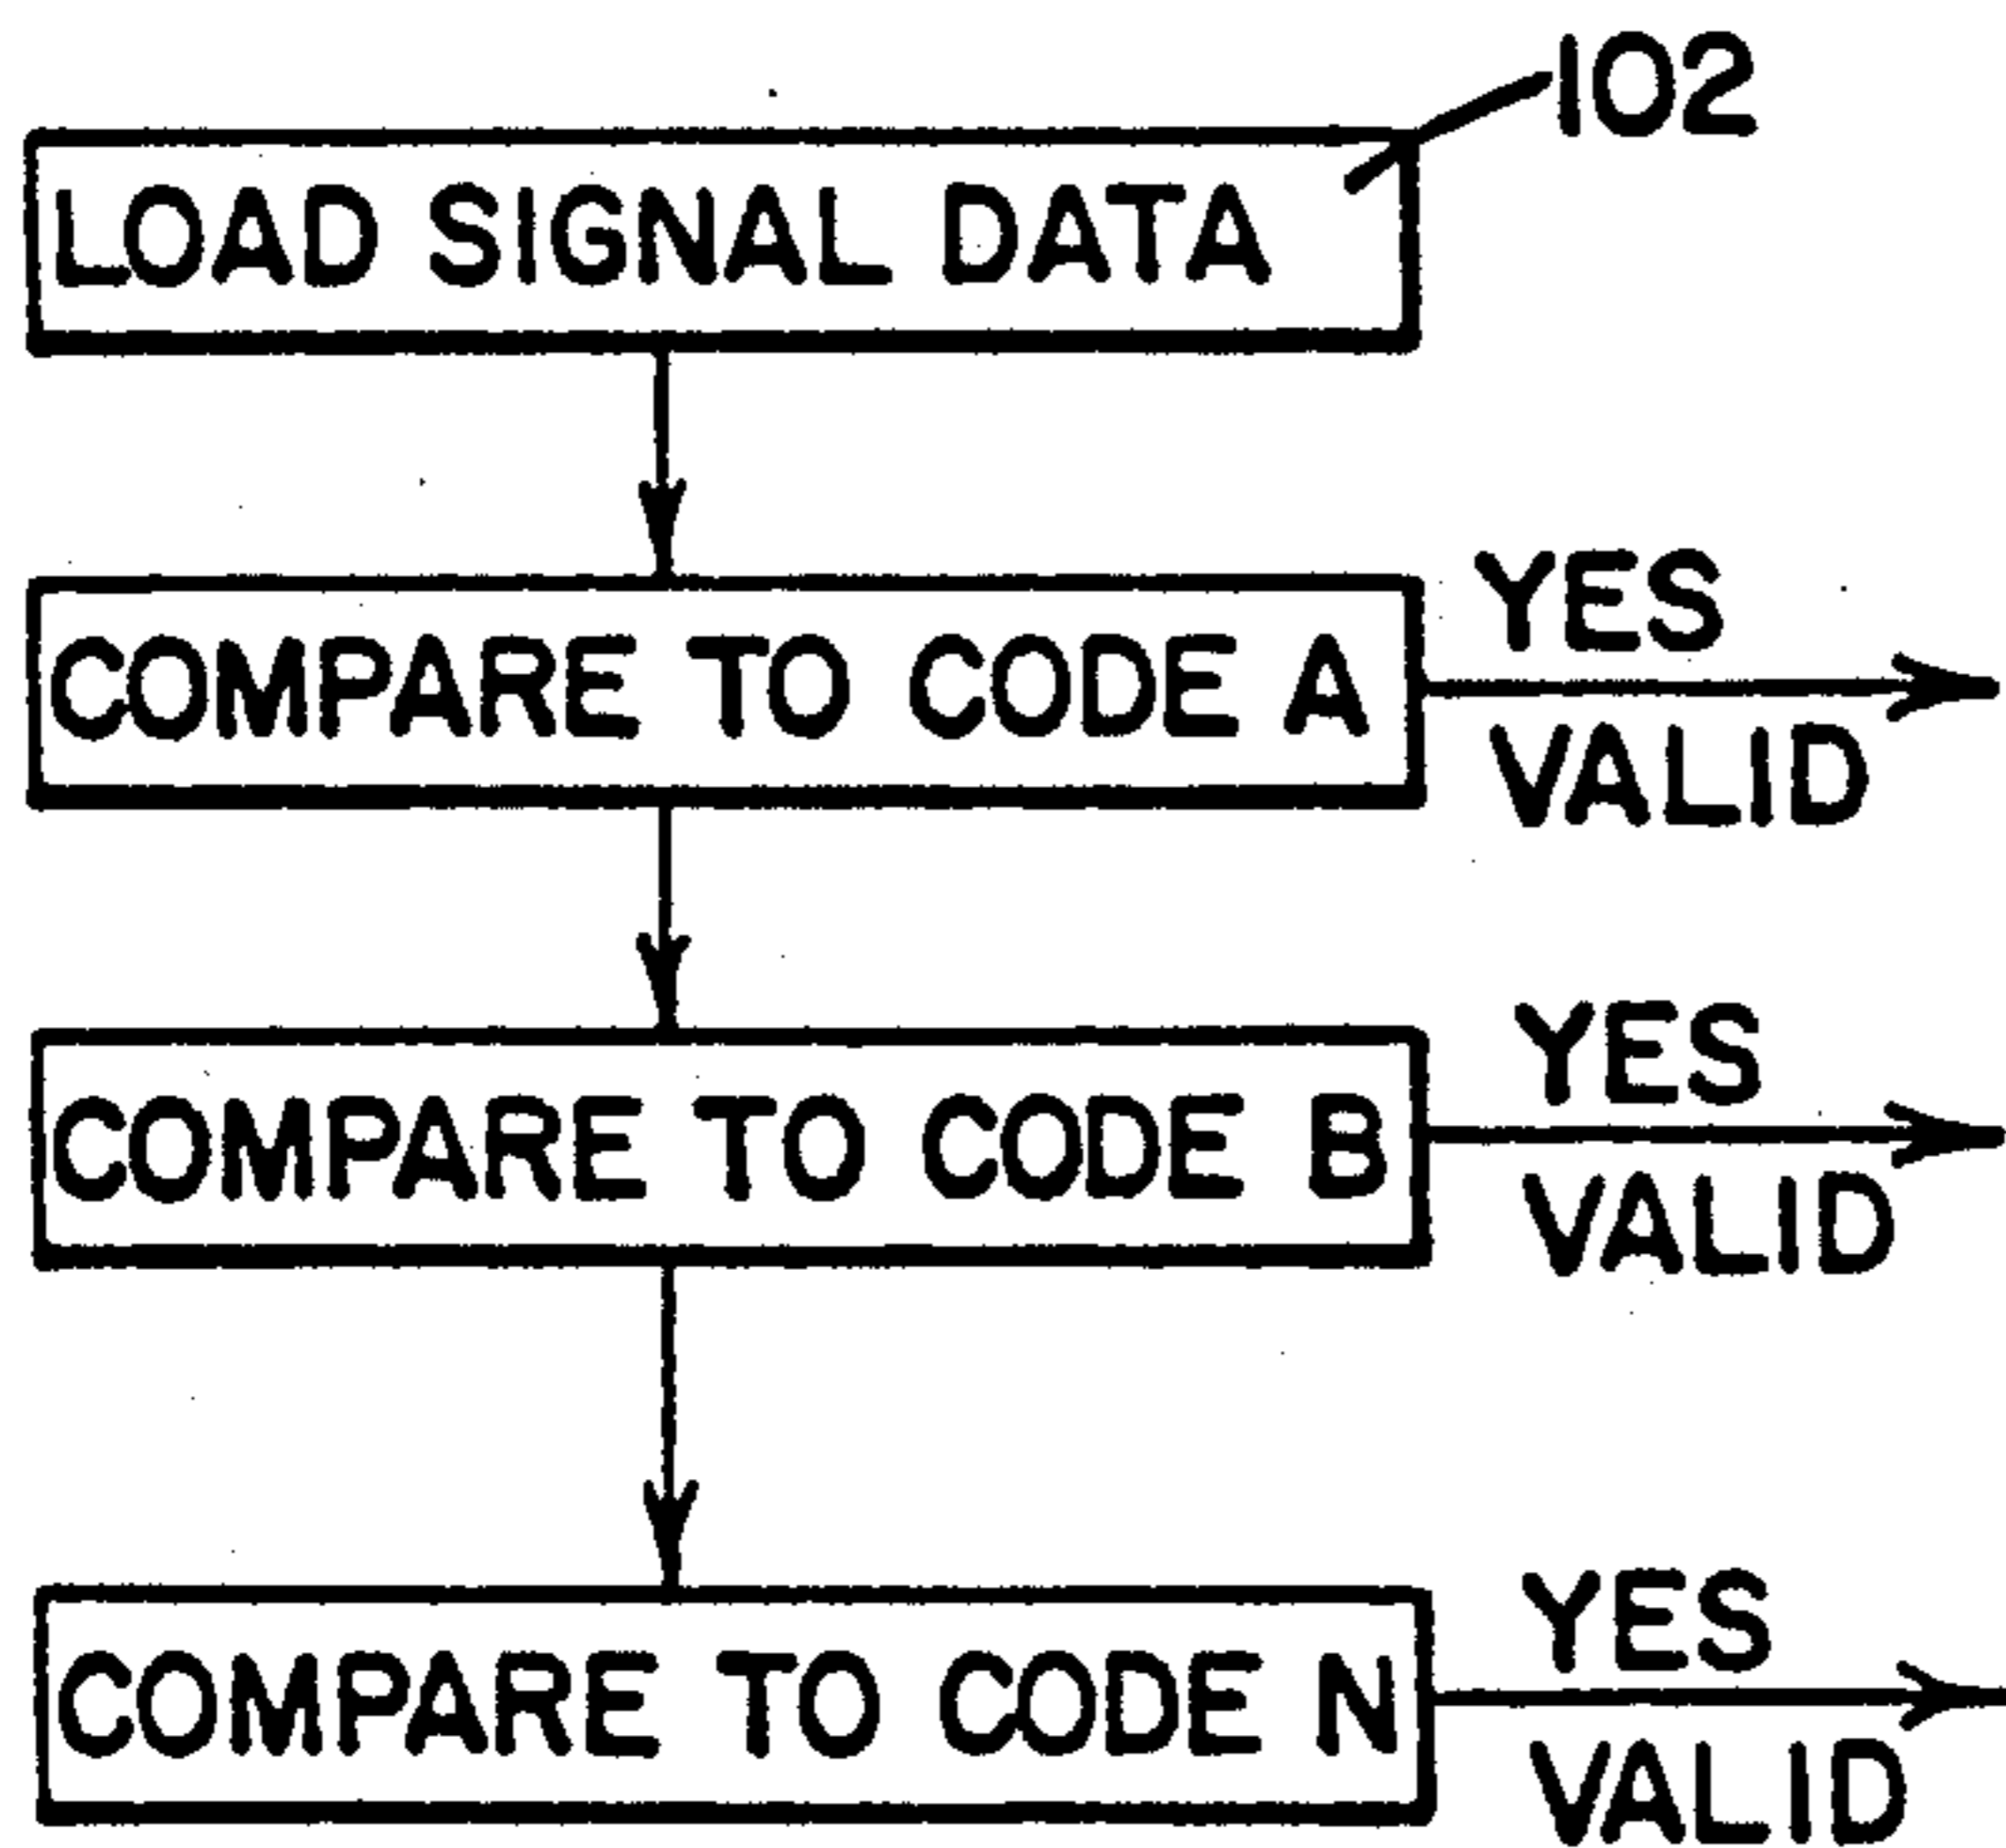 102
LOAD SIGNAL DATA
YES
COMPARE TO CODE A
VALID
YES
COMPARE TO CODE B
VALID
YES
COMPARE TO CODE N
VALID